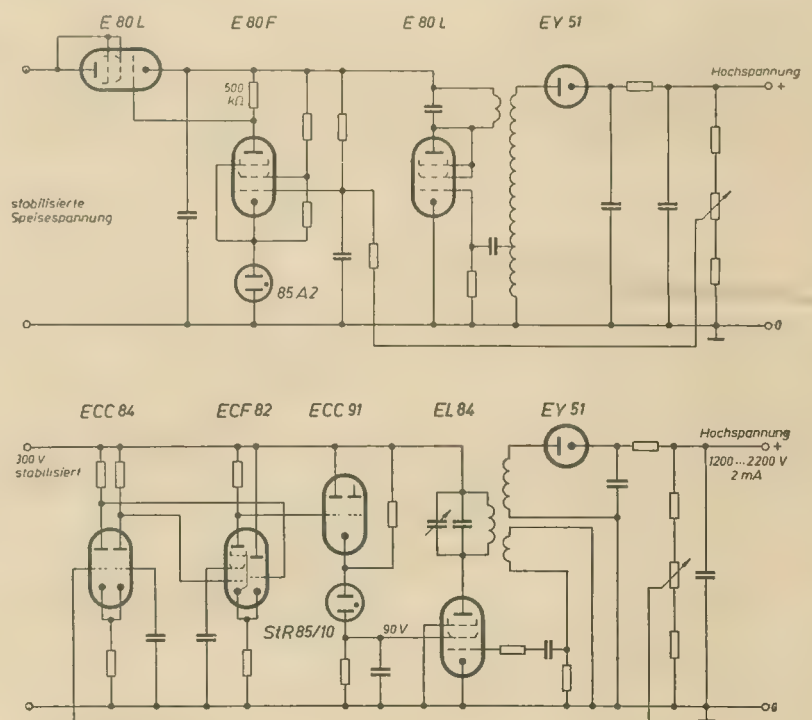 E 80 L E 80 F E 80 L EY 51
Hochspannung
+
500
kΩ
stabilisierte
Speisespannung
85 A2
0
ECC 84 ECF 82 ECC 91 EL 84 EY 51
Hochspannung
+
300 V
stabilisiert
1200...2200 V
2 mA
StR 85/10
90 V